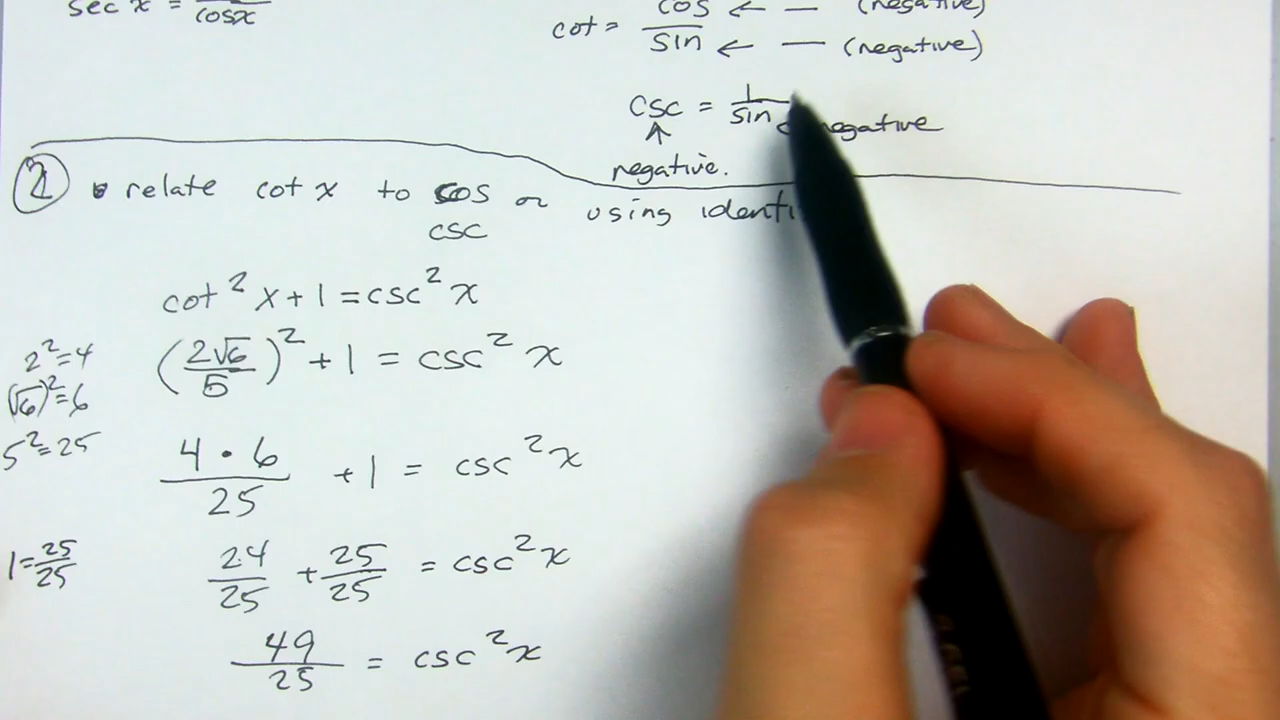 sec x = 1/cosx
cot = cos ← — (negative)
sin ← — (negative)
csc = 1/sin ← negative
↑
negative.
② relate cot x to cos or using identi
csc
cot² x + 1 = csc² x
2² = 4
(2√6/5)² + 1 = csc² x
(√6)² = 6
5² = 25
4 · 6/25 + 1 = csc² x
1 = 25/25
24/25 + 25/25 = csc² x
49/25 = csc² x